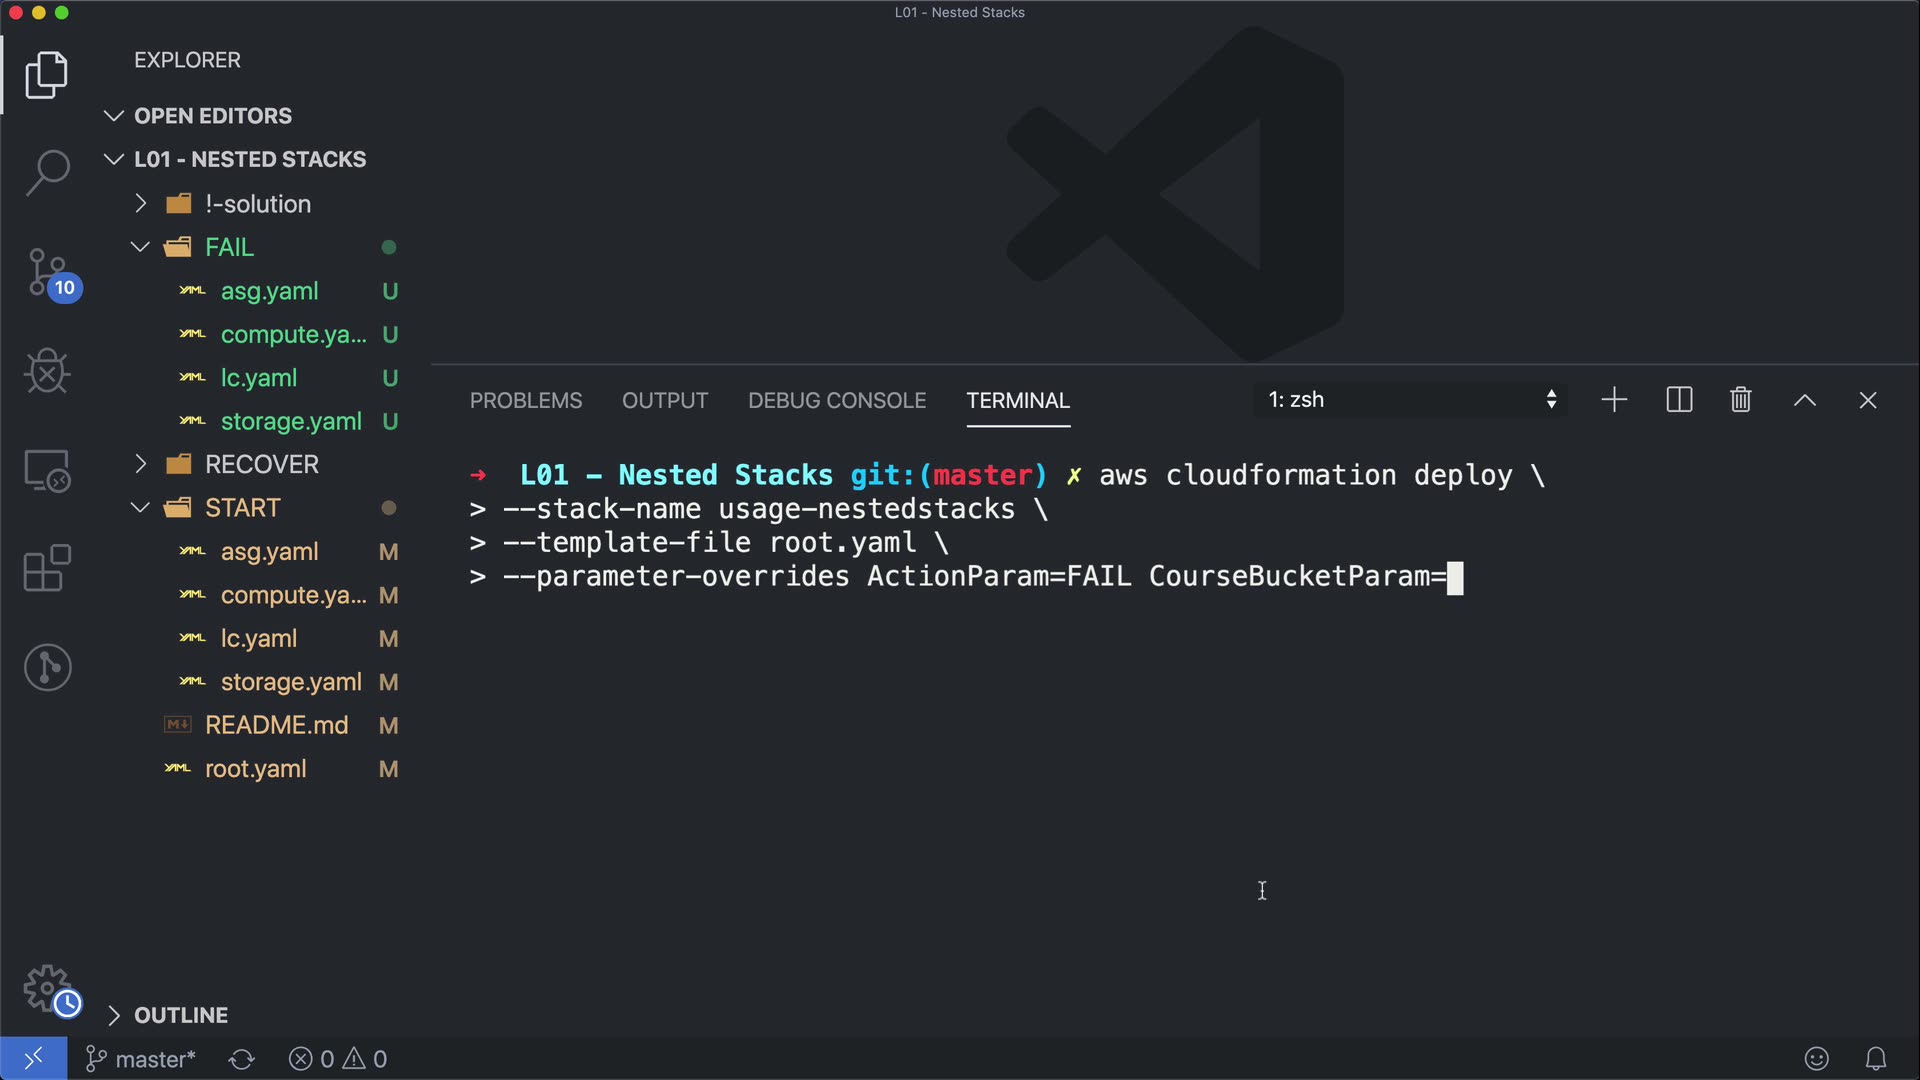 L01 - Nested Stacks
EXPLORER
OPEN EDITORS
L01 - NESTED STACKS
!-solution
FAIL
asg.yaml U
compute.ya... U
lc.yaml U
storage.yaml U
RECOVER
START
asg.yaml M
compute.ya... M
lc.yaml M
storage.yaml M
README.md M
root.yaml M
OUTLINE
10
PROBLEMS OUTPUT DEBUG CONSOLE TERMINAL 1: zsh
→ L01 - Nested Stacks git:(master) ✗ aws cloudformation deploy \
> --stack-name usage-nestedstacks \
> --template-file root.yaml \
> --parameter-overrides ActionParam=FAIL CourseBucketParam=
master* 0 0